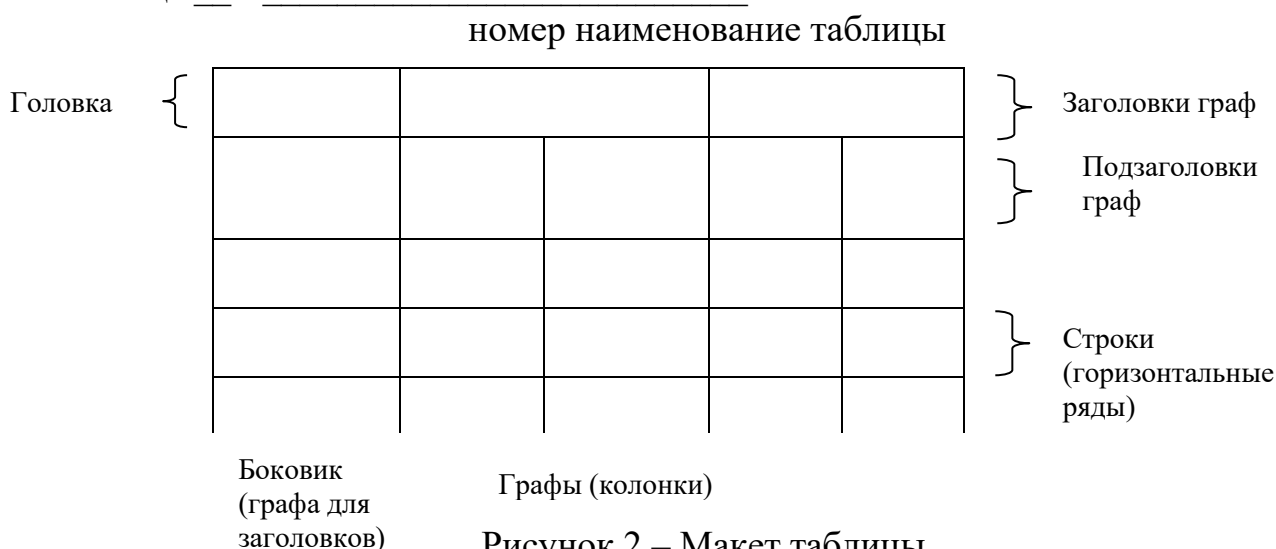 номер наименование таблицы
Головка
Заголовки граф
Подзаголовки
граф
Строки
(горизонтальные
ряды)
Боковик
(графа для
заголовков)
Графы (колонки)
Рисунок 2 – Макет таблицы